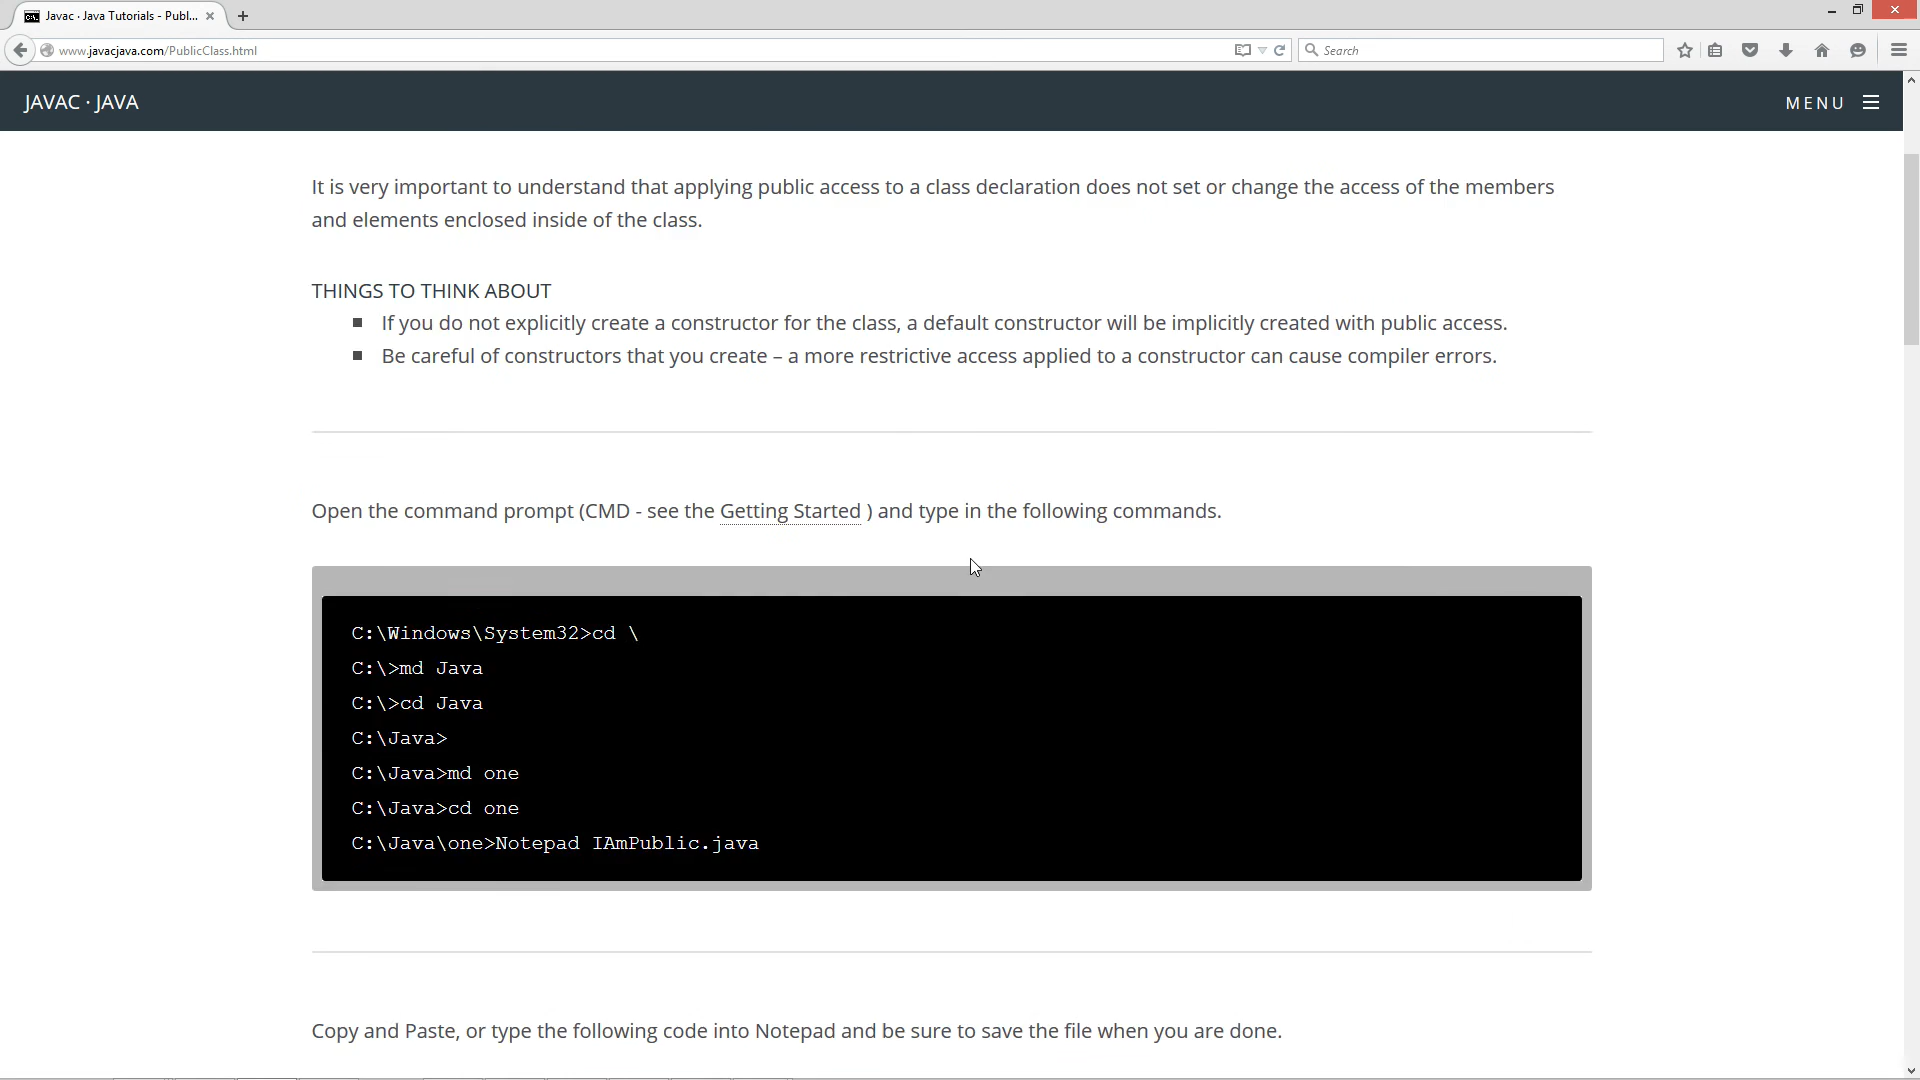 Javac · Java Tutorials - Publ...
www.javacjava.com/PublicClass.html
Search
JAVAC · JAVA
MENU
It is very important to understand that applying public access to a class declaration does not set or change the access of the members
and elements enclosed inside of the class.
THINGS TO THINK ABOUT
If you do not explicitly create a constructor for the class, a default constructor will be implicitly created with public access.
Be careful of constructors that you create – a more restrictive access applied to a constructor can cause compiler errors.
Open the command prompt (CMD - see the Getting Started ) and type in the following commands.
C:\Windows\System32>cd \
C:\>md Java
C:\>cd Java
C:\Java>
C:\Java>md one
C:\Java>cd one
C:\Java\one>Notepad IAmPublic.java
Copy and Paste, or type the following code into Notepad and be sure to save the file when you are done.